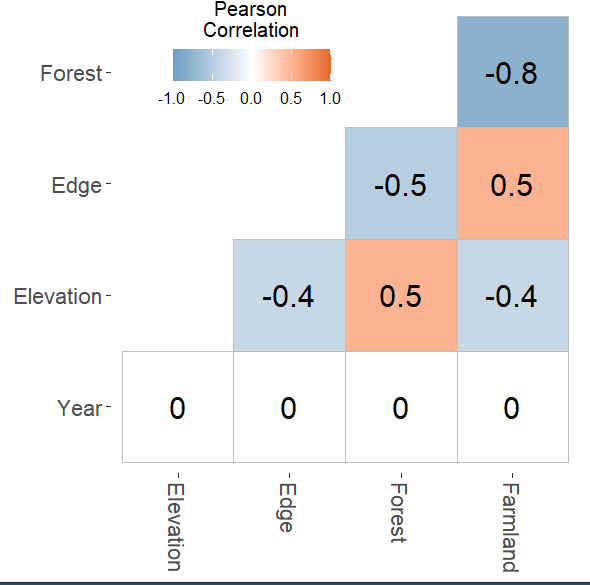 Pearson
Correlation
-1.0 -0.5 0.0 0.5 1.0
Forest -0.8
Edge -0.5 0.5
Elevation -0.4 0.5 -0.4
Year 0 0 0 0
Elevation Edge Forest Farmland